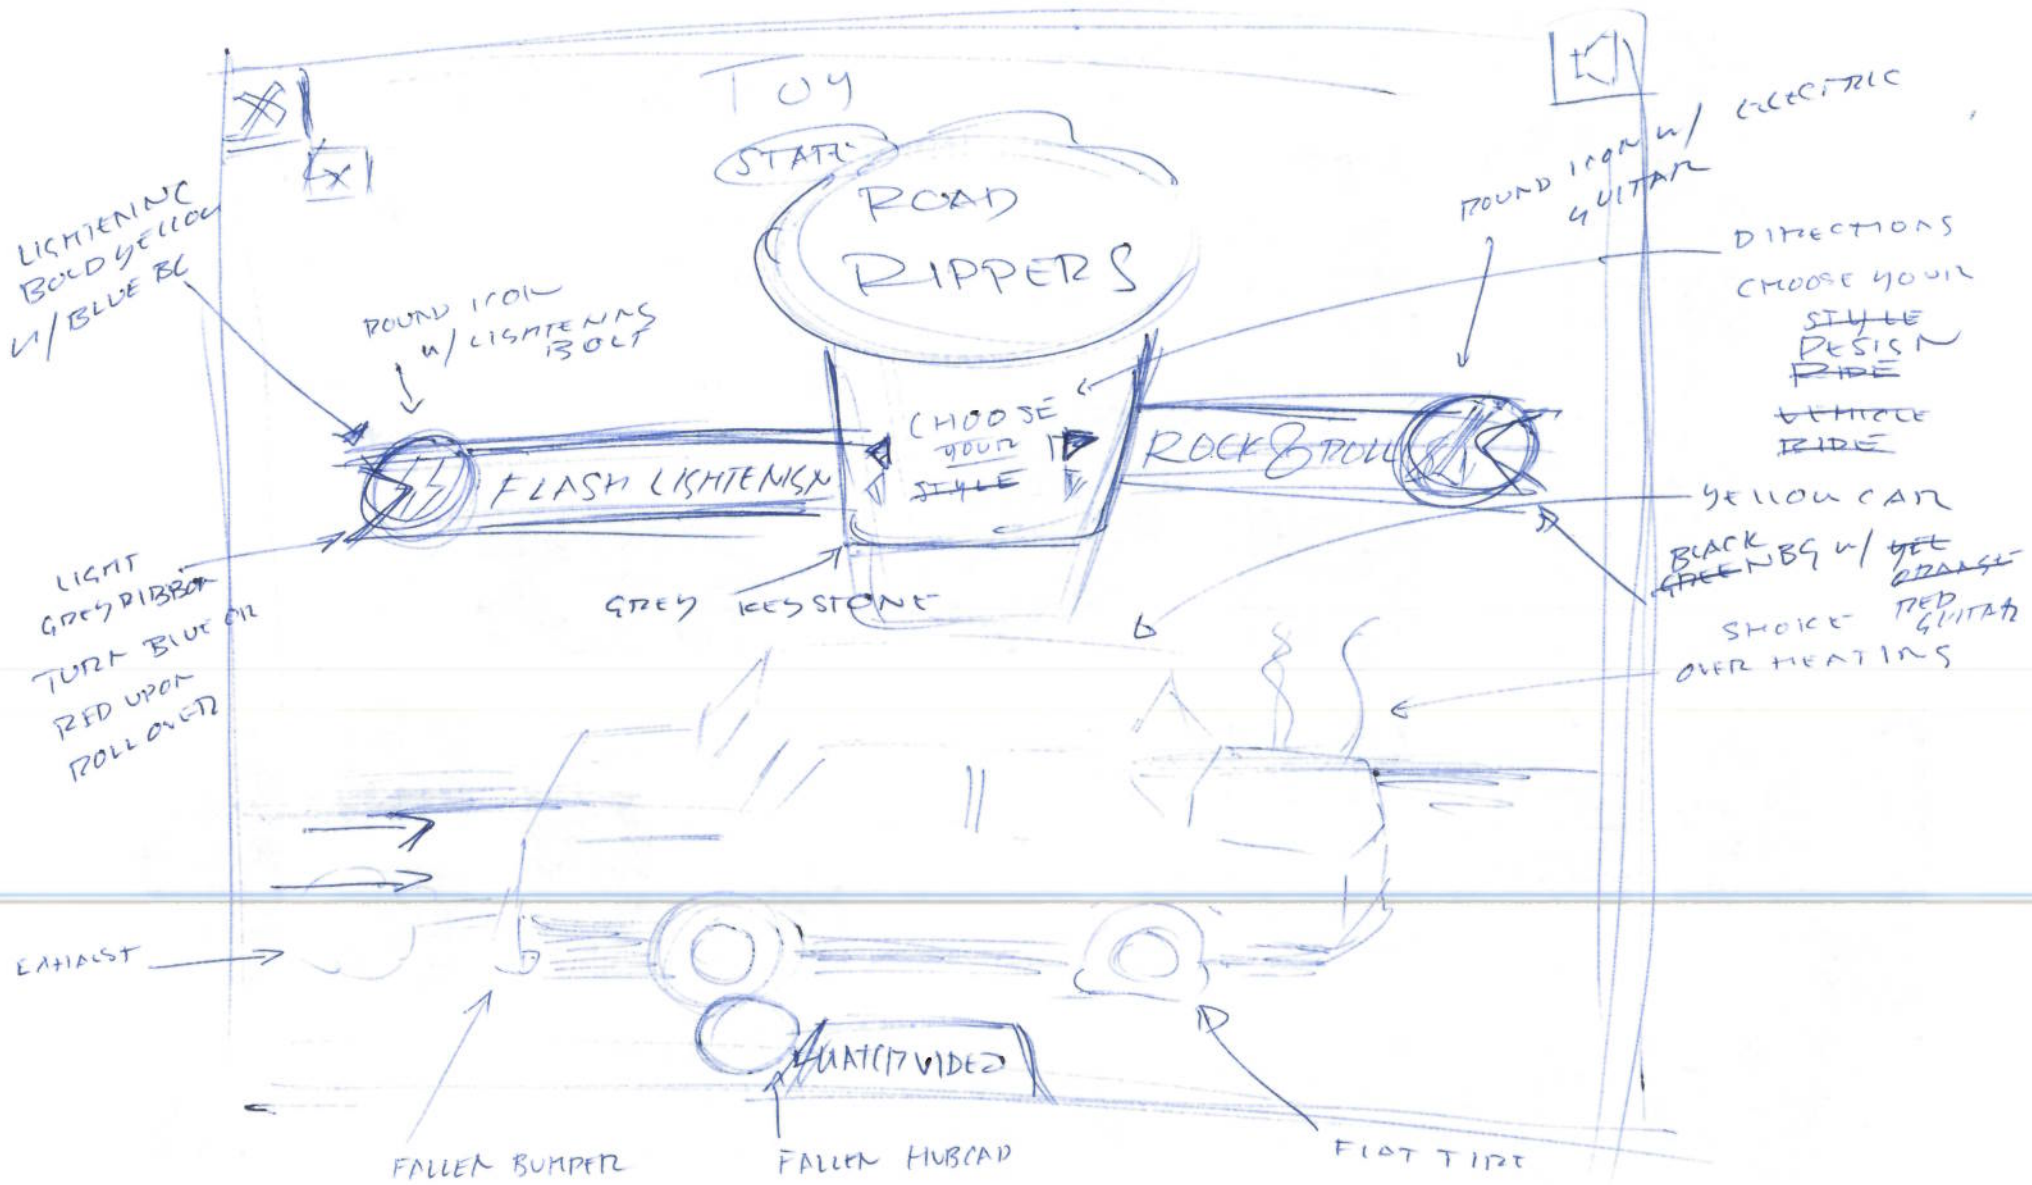 TOY
STATE
ROAD
RIPPERS
LIGHTENING
BOLD YELLOW
W/BLUE BG
ROUND ICON
W/ LIGHTENING
BOLT
ROUND ICON W/ ELECTRIC
GUITAR
DIRECTIONS
CHOOSE YOUR
STYLE
DESIGN
RIDE
VEHICLE
RIDE
FLASH LIGHTENIGN
CHOOSE
YOUR
STYLE
ROCK & ROLL
YELLOW CAR
BLACK
GREEN BG W/ YEL
ORANGE
RED
GUITAR
LIGHT
GREY RIBBON
TURN BLUE OR
RED UPON
ROLL OVER
GREY KEYSTONE
SMOKE
OVER HEATING
EXHAUST
WATCH VIDEO
FALLEN BUMPER
FALLEN HUBCAP
FLAT TIRE